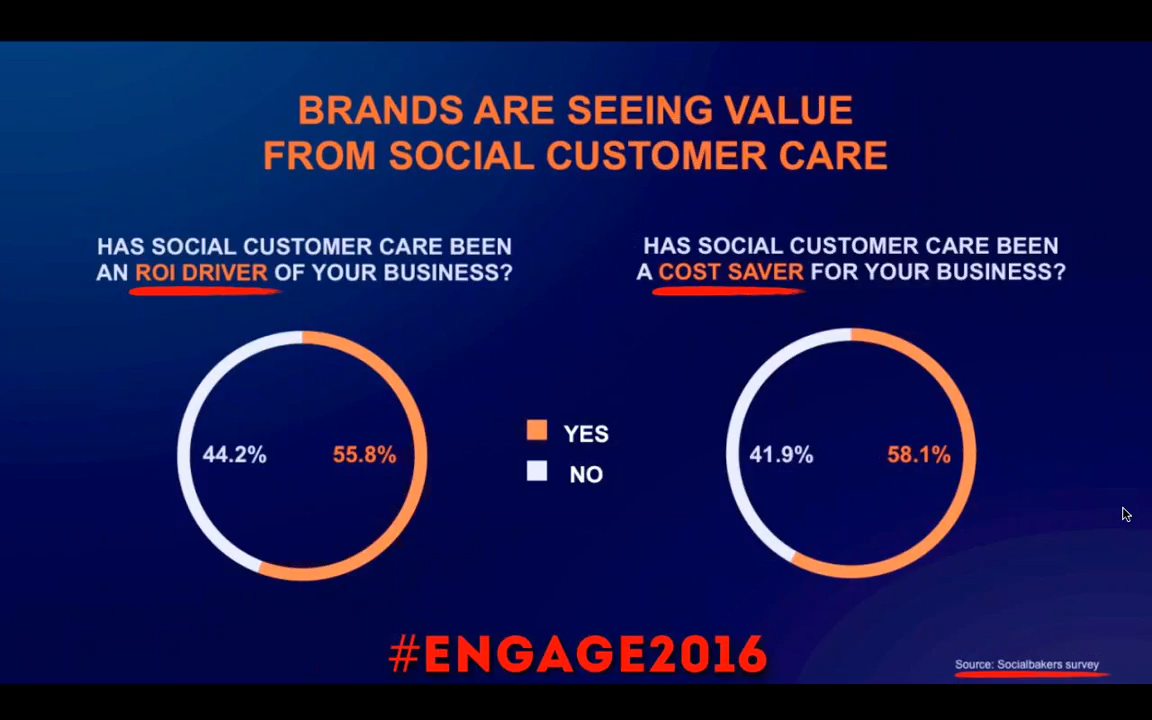 BRANDS ARE SEEING VALUE
FROM SOCIAL CUSTOMER CARE
HAS SOCIAL CUSTOMER CARE BEEN
AN ROI DRIVER OF YOUR BUSINESS?
44.2%
55.8%
YES
NO
HAS SOCIAL CUSTOMER CARE BEEN
A COST SAVER FOR YOUR BUSINESS?
41.9%
58.1%
#ENGAGE2016
Source: Socialbakers survey